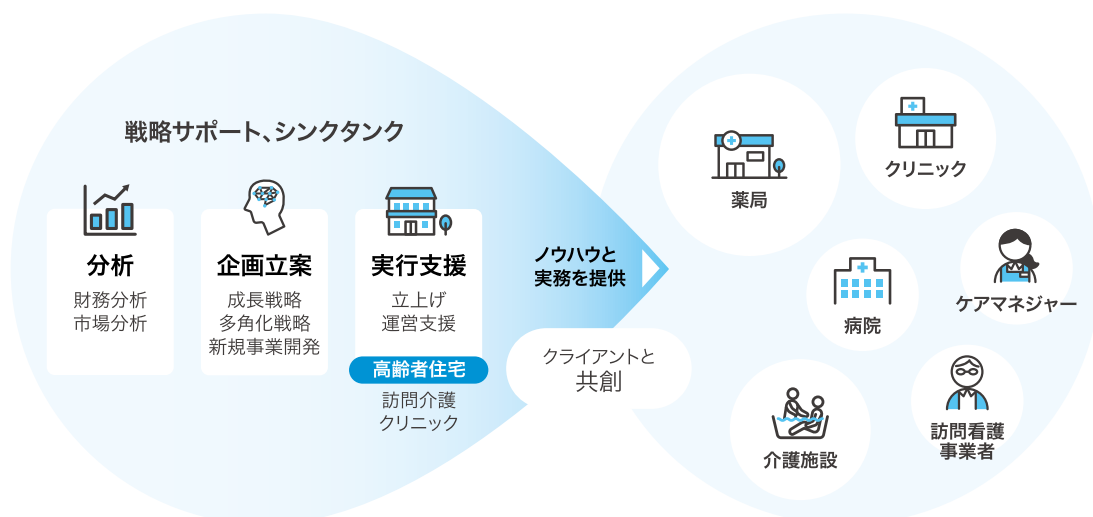 戦略サポート、シンクタンク
分析
財務分析
市場分析
企画立案
成長戦略
多角化戦略
新規事業開発
実行支援
立上げ
運営支援
高齢者住宅
訪問介護
クリニック
ノウハウと
実務を提供
クライアントと
共創
薬局
クリニック
病院
ケアマネジャー
介護施設
訪問看護
事業者